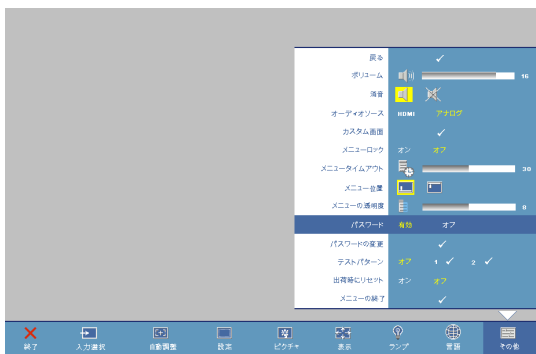 戻る
ボリューム 16
消音
オーディオソース HDMI アナログ
カスタム画面
メニューロック オン オフ
メニュータイムアウト 30
メニュー位置
メニューの透明度 8
パスワード 有効 オフ
パスワードの変更
テストパターン オフ 1 2
出荷時にリセット オン オフ
メニューの終了
終了 入力選択 自動調整 設定 ピクチャ 表示 ランプ 言語 その他